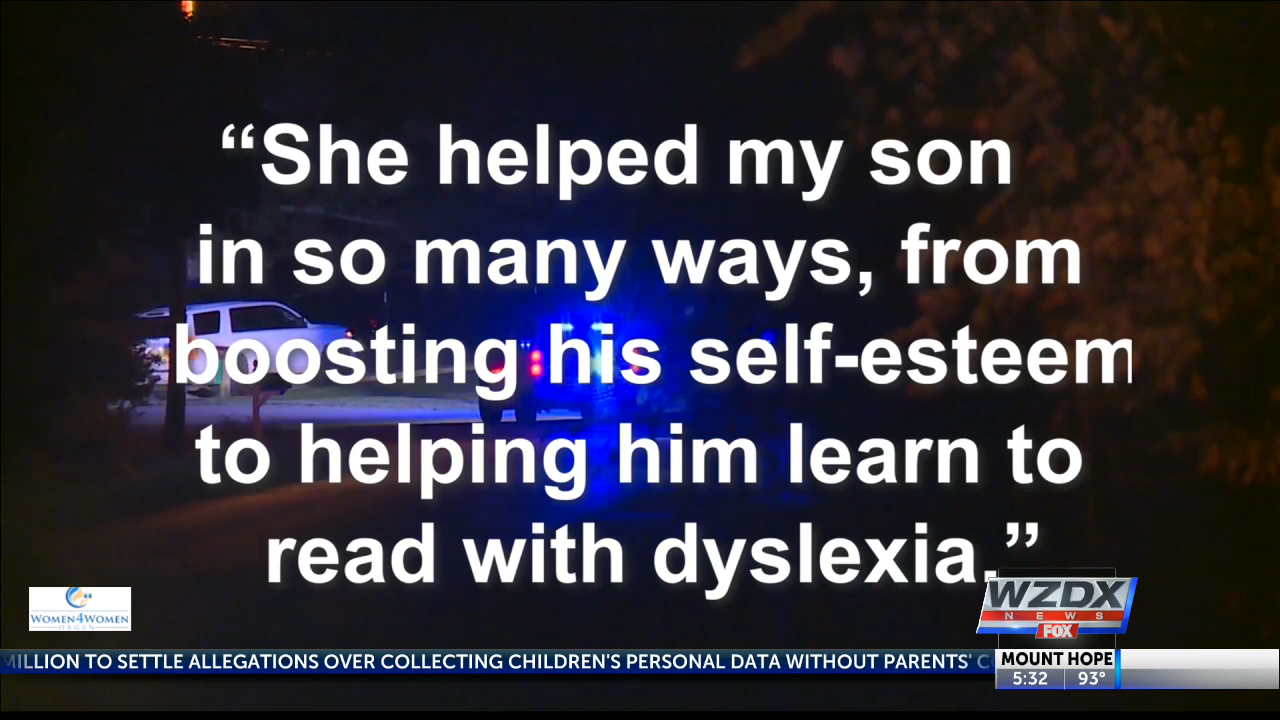 “She helped my son
in so many ways, from
boosting his self-esteem
to helping him learn to
read with dyslexia.”
WOMEN4WOMEN
OBGYN
WZDX
NEWS
FOX
MILLION TO SETTLE ALLEGATIONS OVER COLLECTING CHILDREN'S PERSONAL DATA WITHOUT PARENTS'
MOUNT HOPE
5:32 93°